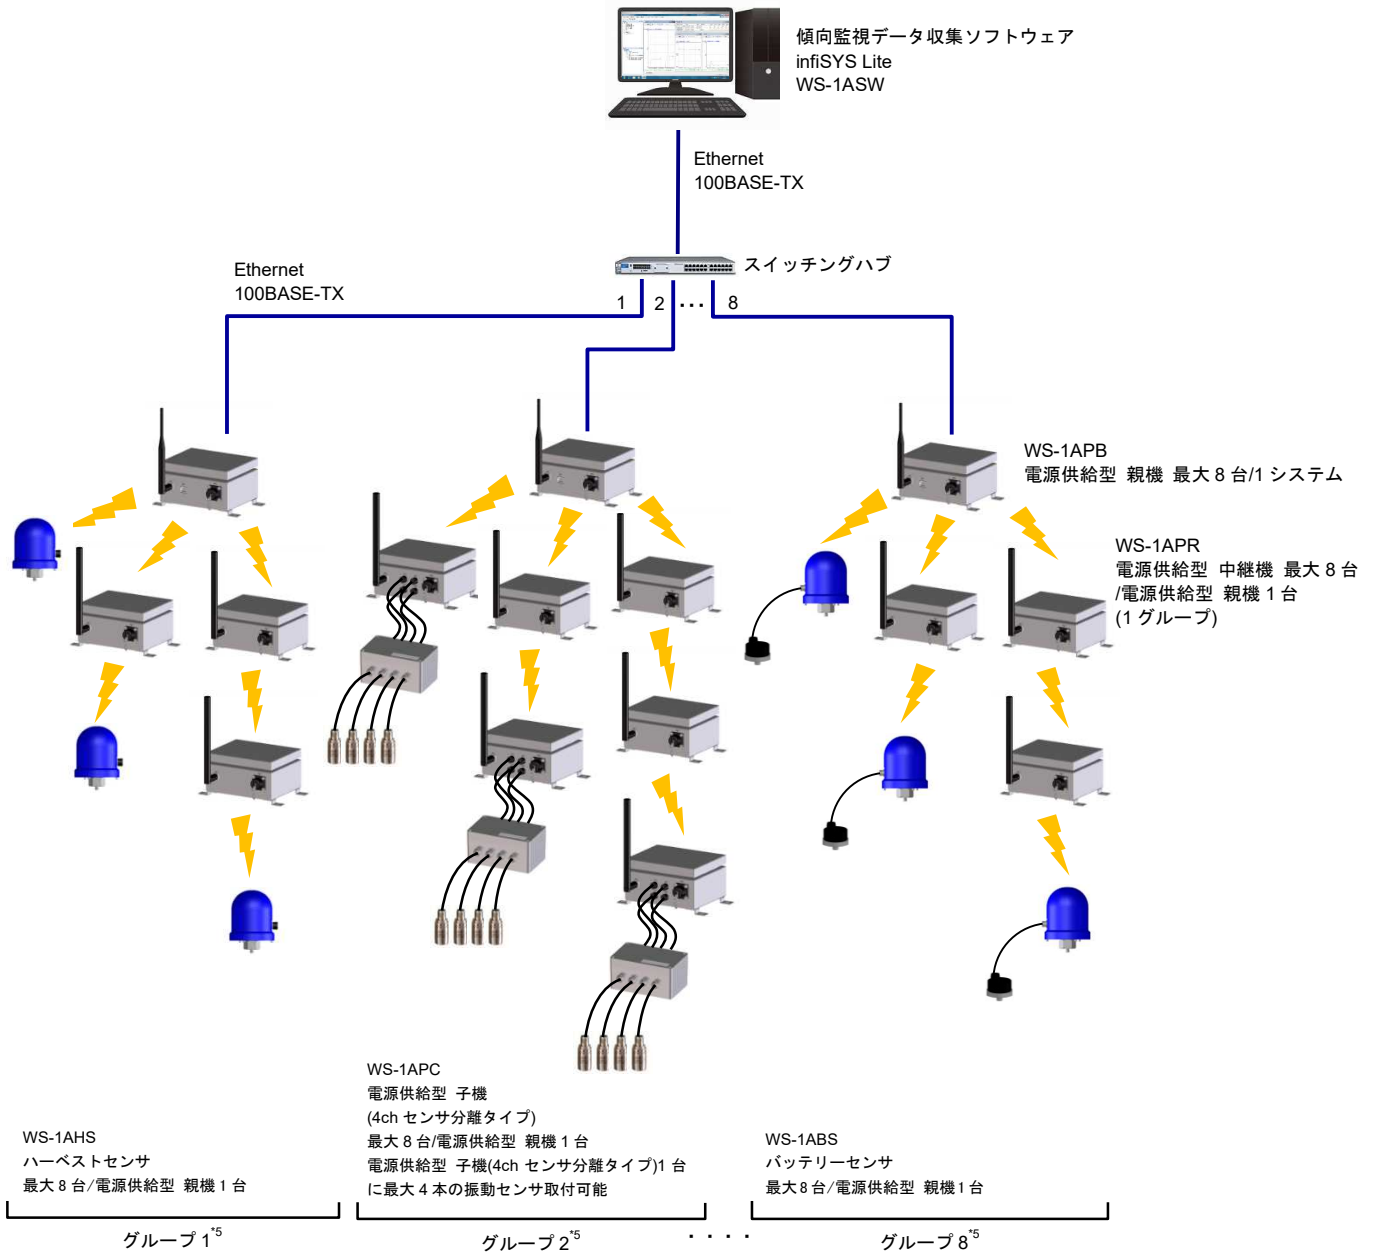 傾向監視データ収集ソフトウェア
infiSYS Lite
WS-1ASW
Ethernet
100BASE-TX
スイッチングハブ
Ethernet
100BASE-TX
1 2 ・・・ 8
WS-1APB
電源供給型 親機 最大 8 台/1 システム
WS-1APR
電源供給型 中継機 最大 8 台
/電源供給型 親機 1 台
(1 グループ)
WS-1AHS
ハーベストセンサ
最大 8 台/電源供給型 親機 1 台
WS-1APC
電源供給型 子機
(4ch センサ分離タイプ)
最大 8 台/電源供給型 親機 1 台
電源供給型 子機(4ch センサ分離タイプ)1 台
に最大 4 本の振動センサ取付可能
WS-1ABS
バッテリーセンサ
最大 8 台/電源供給型 親機 1 台
グループ 1*5
グループ 2*5
・・・・
グループ 8*5